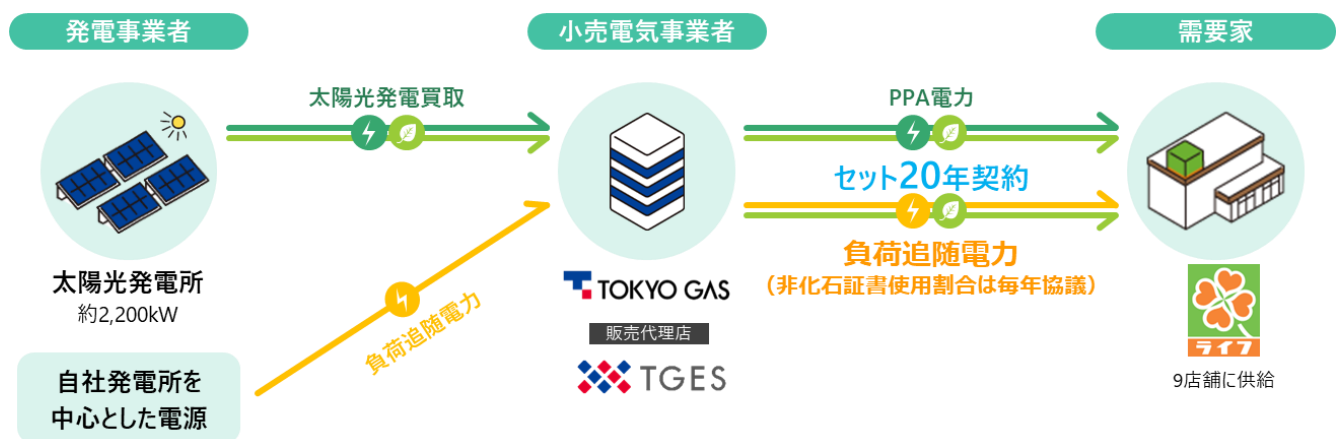 発電事業者
小売電気事業者
需要家
太陽光発電買取
PPA電力
セット20年契約
負荷追随電力
（非化石証書使用割合は毎年協議）
太陽光発電所
約2,200kW
負荷追随電力
自社発電所を
中心とした電源
TOKYO GAS
販売代理店
TGES
ライフ
9店舗に供給